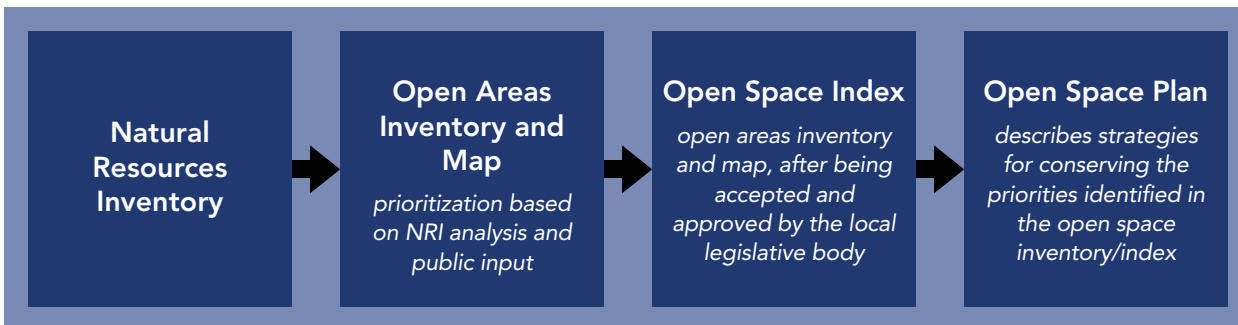 Natural
Resources
Inventory
Open Areas
Inventory and
Map
prioritization based
on NRI analysis and
public input
Open Space Index
open areas inventory
and map, after being
accepted and
approved by the local
legislative body
Open Space Plan
describes strategies
for conserving the
priorities identified in
the open space
inventory/index